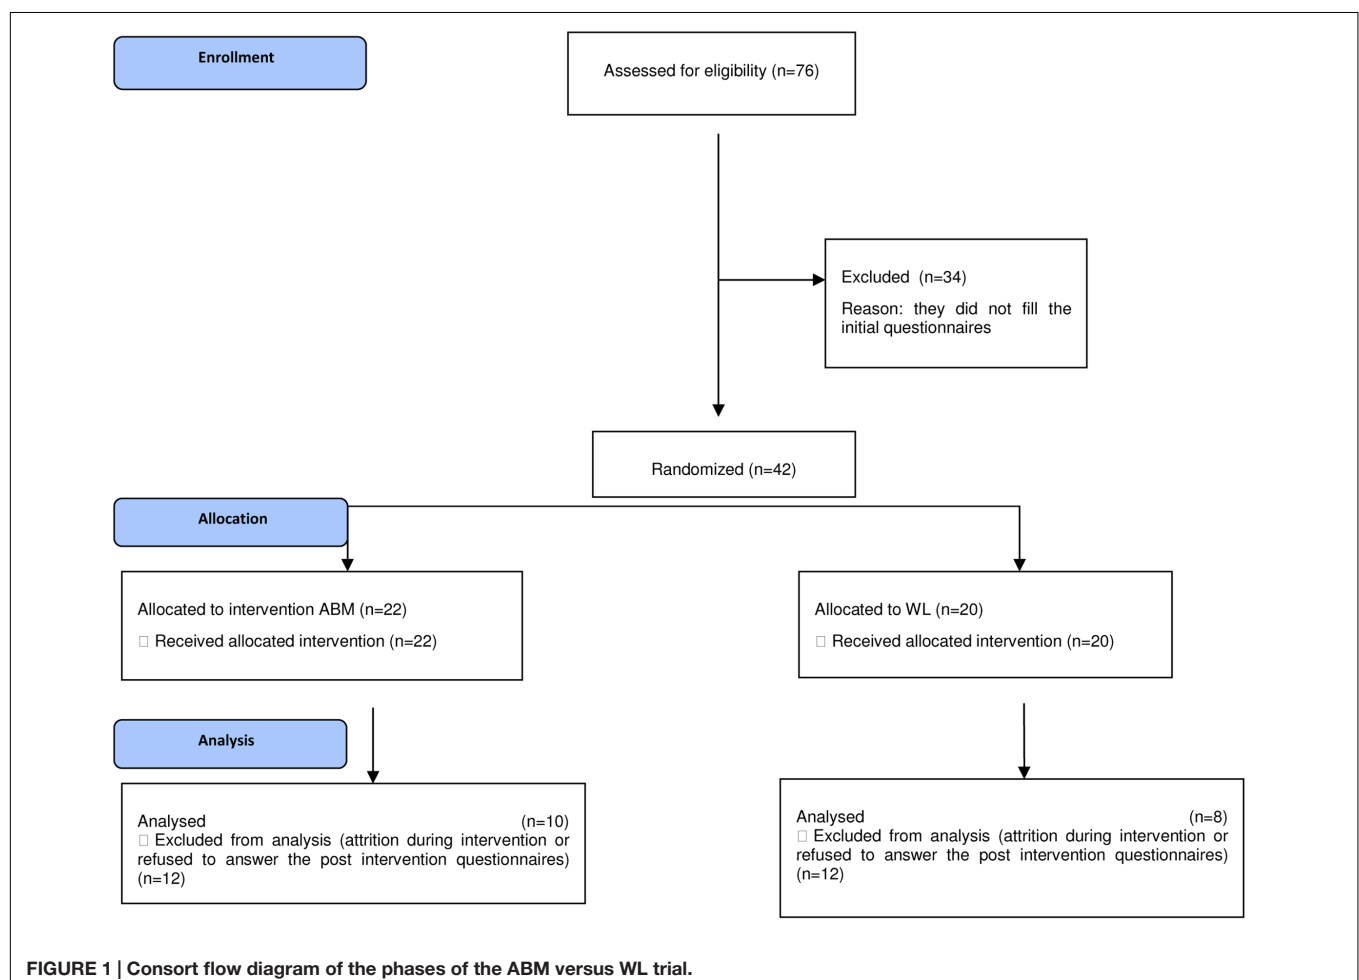 Enrollment
Assessed for eligibility (n=76)
Excluded (n=34)
Reason: they did not fill the
initial questionnaires
Randomized (n=42)
Allocation
Allocated to intervention ABM (n=22)
□ Received allocated intervention (n=22)
Allocated to WL (n=20)
□ Received allocated intervention (n=20)
Analysis
Analysed (n=10)
□ Excluded from analysis (attrition during intervention or
refused to answer the post intervention questionnaires)
(n=12)
Analysed (n=8)
□ Excluded from analysis (attrition during intervention or
refused to answer the post intervention questionnaires)
(n=12)
FIGURE 1 | Consort flow diagram of the phases of the ABM versus WL trial.